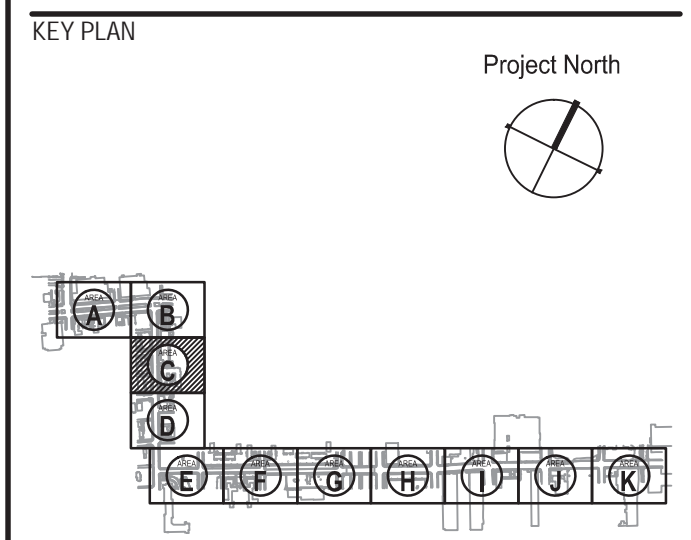 KEY PLAN
Project North
AREA
A
AREA
B
AREA
C
AREA
D
AREA
E
AREA
F
AREA
G
AREA
H
AREA
I
AREA
J
AREA
K